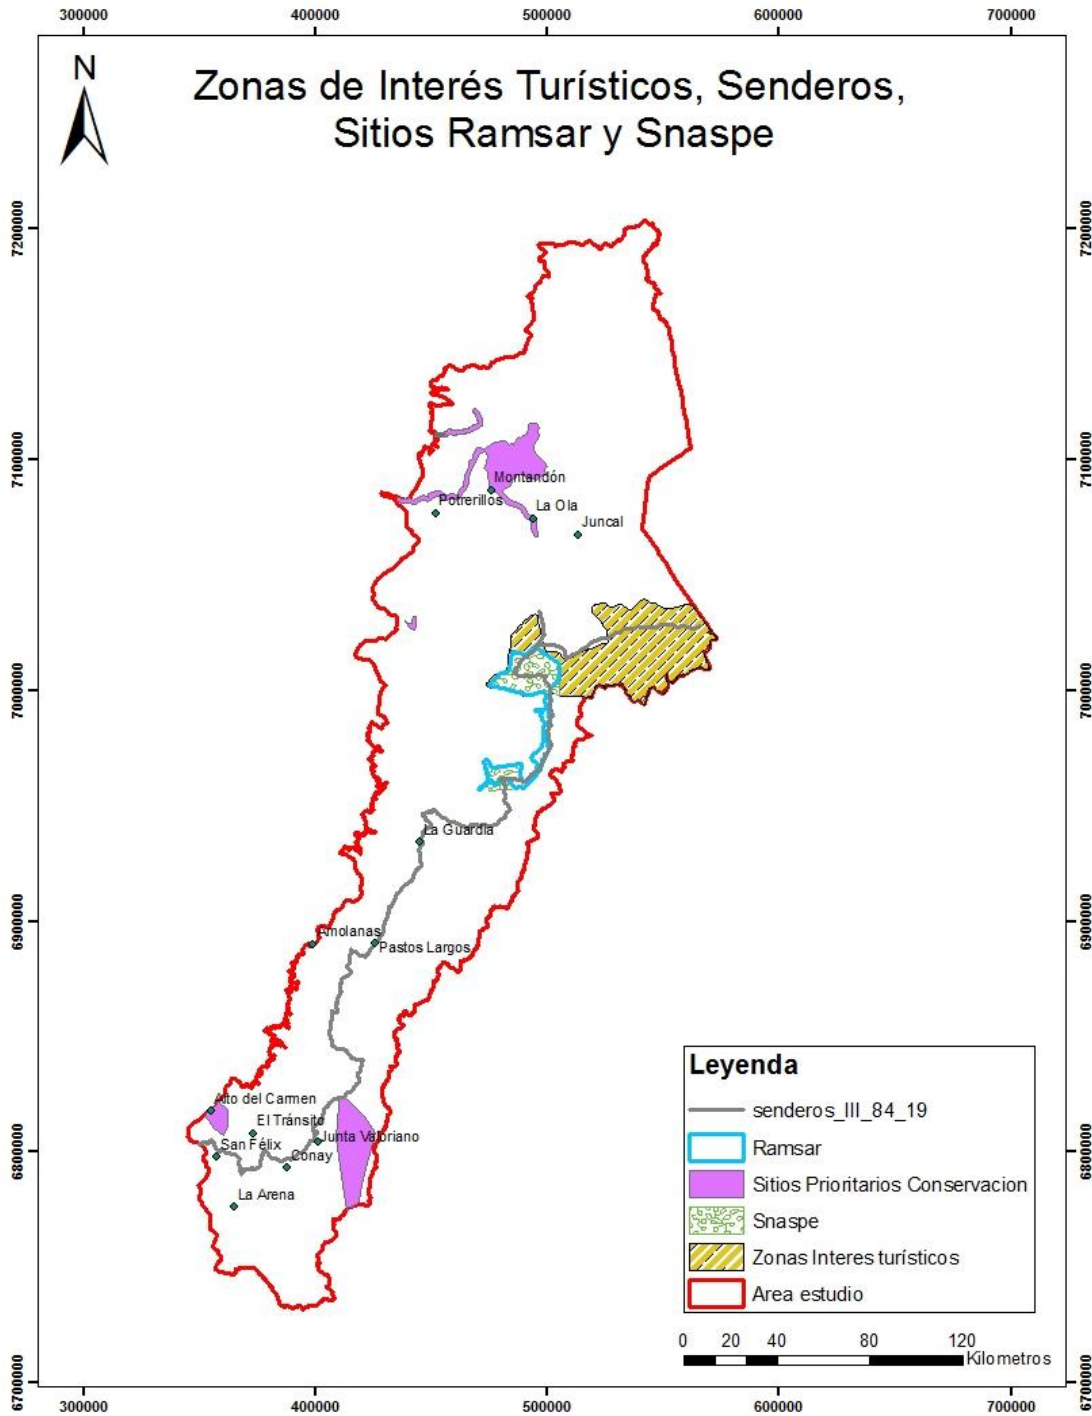 300000 400000 500000 600000 700000
N
Zonas de Interés Turísticos, Senderos,
Sitios Ramsar y Snaspe
7200000 7200000
7100000 7100000
Montandón
Potrerillos
La Ola
Juncal
7000000 7000000
La Guardia
6900000 6900000
Amolanas
Pastos Largos
Alto del Carmen
El Tránsito
Junta Valoriano
San Félix
Conay
6800000 6800000
La Arena
Leyenda
senderos_III_84_19
Ramsar
Sitios Prioritarios Conservacion
Snaspe
Zonas Interes turísticos
Area estudio
0 20 40 80 120
Kilometros
6700000 6700000
300000 400000 500000 600000 700000